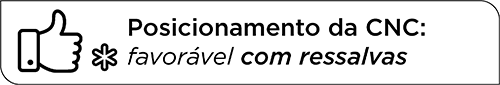 Posicionamento da CNC:
* favorável com ressalvas